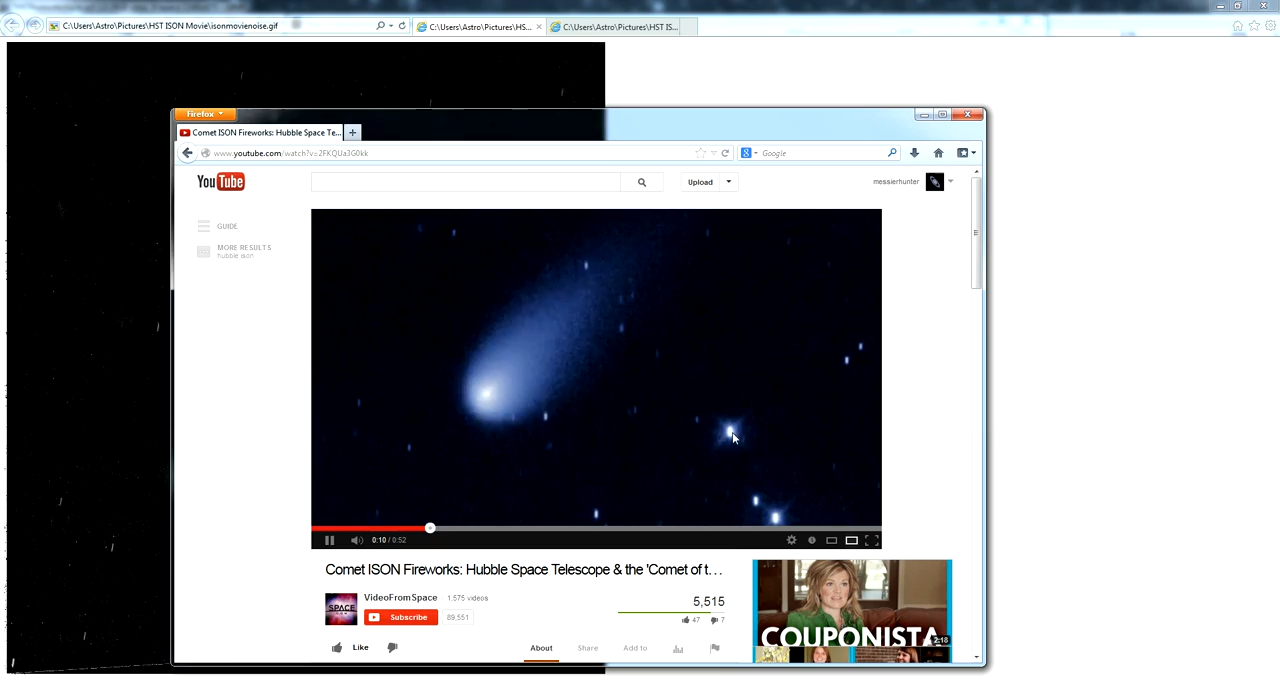 C:\Users\Astro\Pictures\HST ISON Movie\isonmovienoise.gif
C:\Users\Astro\Pictures\HS...
C:\Users\Astro\Pictures\HST IS...
Firefox
Comet ISON Fireworks: Hubble Space Te...
www.youtube.com/watch?v=2FKQUa3G0kk
Google
YouTube
Upload
messierhunter
GUIDE
MORE RESULTS
hubble ison
0:10 / 0:52
Comet ISON Fireworks: Hubble Space Telescope & the 'Comet of t...
VideoFromSpace 1,575 videos
SPACE
Subscribe 89,551
5,515
47 7
Like
About Share Add to
COUPONISTA
2:18